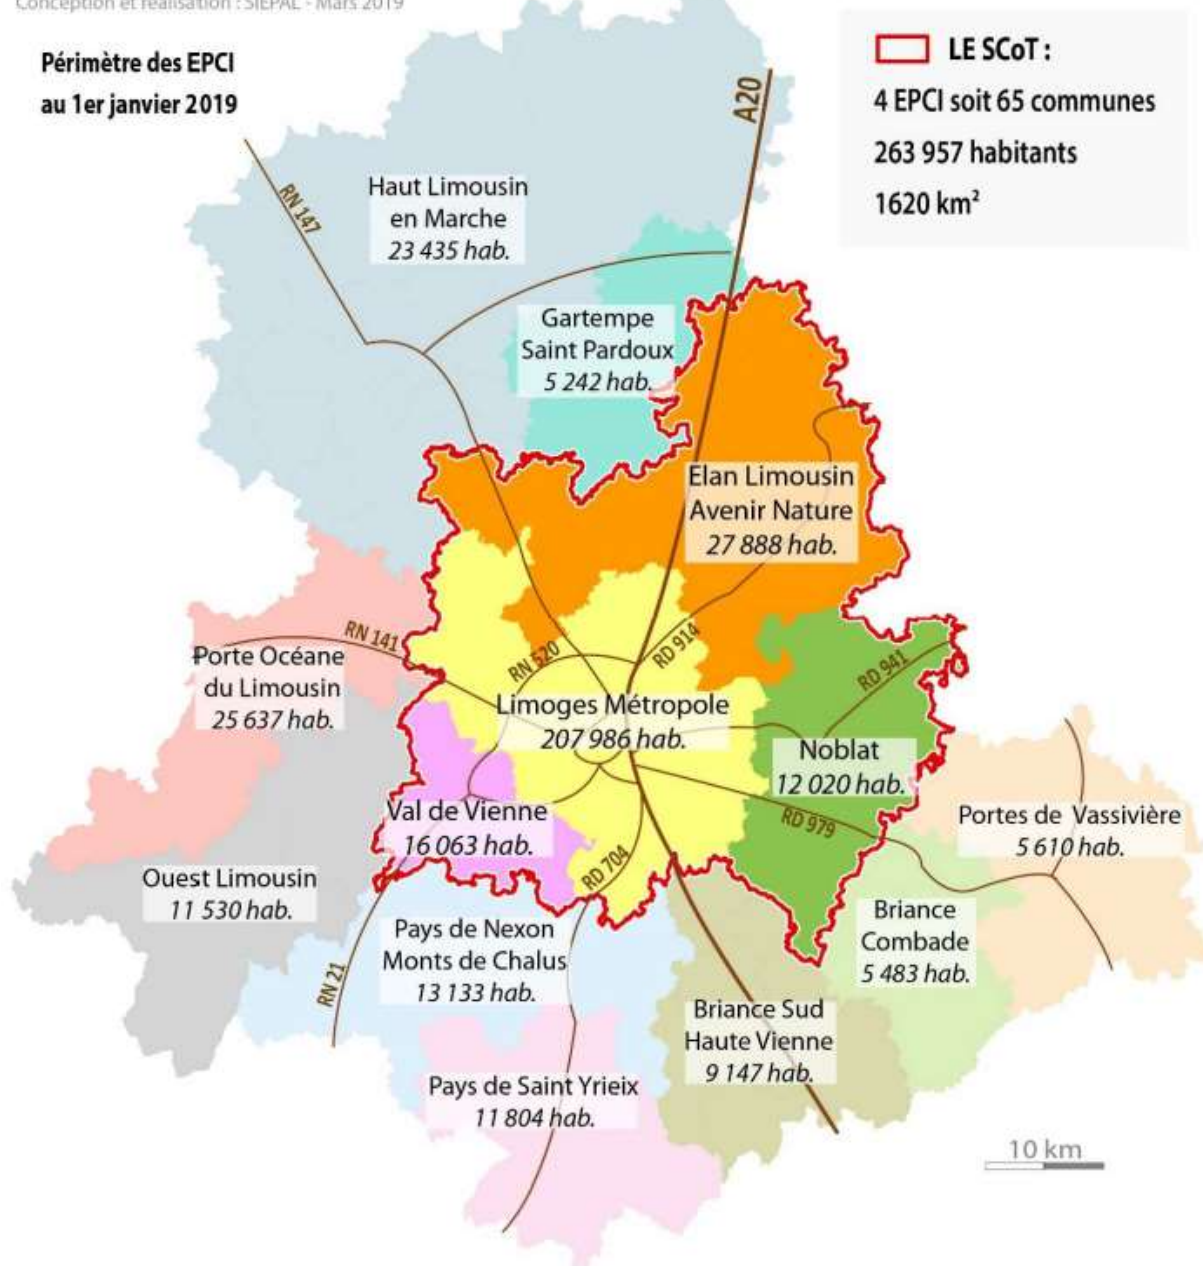 Conception et réalisation : SIEPAL - Mars 2019
Périmètre des EPCI
au 1er janvier 2019
LE SCoT :
4 EPCI soit 65 communes
263 957 habitants
1620 km²
A20
RN 147
Haut Limousin
en Marche
23 435 hab.
Gartempe
Saint Pardoux
5 242 hab.
Elan Limousin
Avenir Nature
27 888 hab.
RN 141
RN 520
RD 914
RD 941
Porte Océane
du Limousin
25 637 hab.
Limoges Métropole
207 986 hab.
Noblat
12 020 hab.
Val de Vienne
16 063 hab.
RD 979
Portes de Vassivière
5 610 hab.
RD 704
Ouest Limousin
11 530 hab.
Briance
Combade
5 483 hab.
Pays de Nexon
Monts de Chalus
13 133 hab.
RN 21
Briance Sud
Haute Vienne
9 147 hab.
Pays de Saint Yrieix
11 804 hab.
10 km